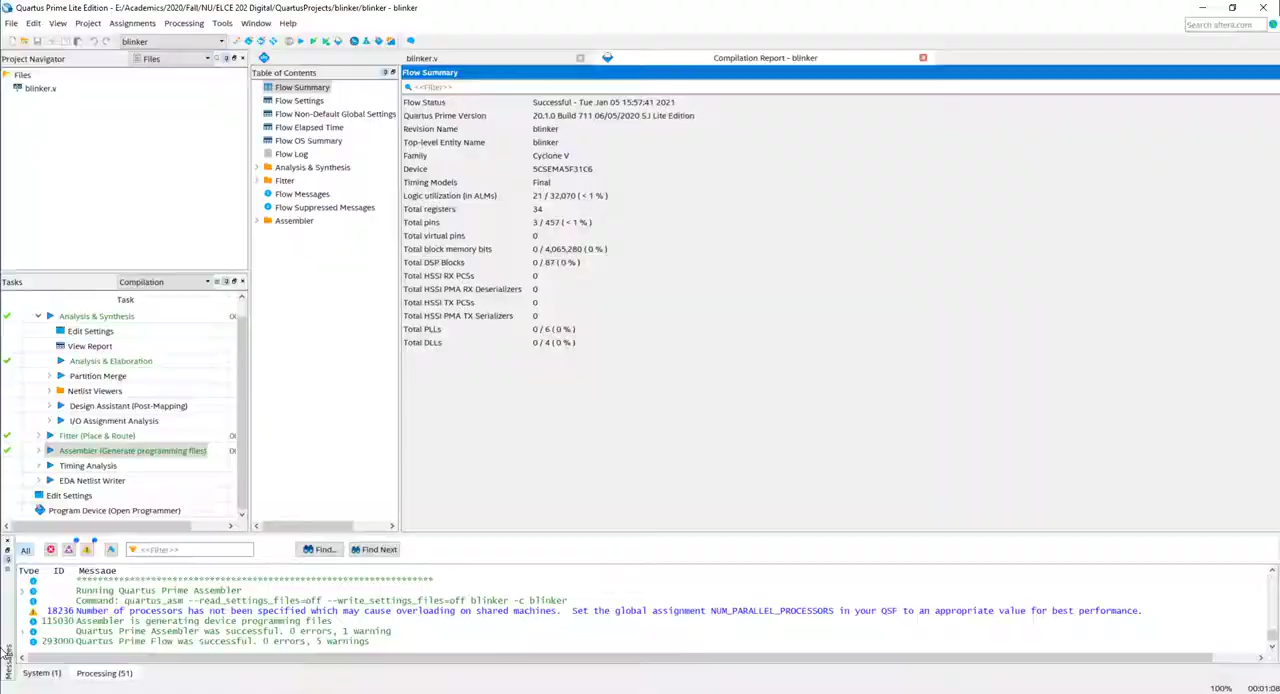 Quartus Prime Lite Edition - E:/Academics/2020/Fall/NU/ELCE 202 Digital/QuartusProjects/blinker/blinker - blinker
File Edit View Project Assignments Processing Tools Window Help
Search altera.com
blinker
Project Navigator
Files
Files
blinker.v
Tasks
Compilation
Task
Analysis & Synthesis
Edit Settings
View Report
Analysis & Elaboration
Partition Merge
Netlist Viewers
Design Assistant (Post-Mapping)
I/O Assignment Analysis
Fitter (Place & Route)
Assembler (Generate programming files)
Timing Analysis
EDA Netlist Writer
Edit Settings
Program Device (Open Programmer)
blinker.v
Compilation Report - blinker
Table of Contents
Flow Summary
Flow Settings
Flow Non-Default Global Settings
Flow Elapsed Time
Flow OS Summary
Flow Log
Analysis & Synthesis
Fitter
Flow Messages
Flow Suppressed Messages
Assembler
Flow Summary
<<Filter>>
Flow Status Successful - Tue Jan 05 15:57:41 2021
Quartus Prime Version 20.1.0 Build 711 06/05/2020 SJ Lite Edition
Revision Name blinker
Top-level Entity Name blinker
Family Cyclone V
Device 5CSEMA5F31C6
Timing Models Final
Logic utilization (in ALMs) 21 / 32,070 ( < 1 % )
Total registers 34
Total pins 3 / 457 ( < 1 % )
Total virtual pins 0
Total block memory bits 0 / 4,065,280 ( 0 % )
Total DSP Blocks 0 / 87 ( 0 % )
Total HSSI RX PCSs 0
Total HSSI PMA RX Deserializers 0
Total HSSI TX PCSs 0
Total HSSI PMA TX Serializers 0
Total PLLs 0 / 6 ( 0 % )
Total DLLs 0 / 4 ( 0 % )
All
<<Filter>>
Find...
Find Next
Type ID Message
*******************************************************************
Running Quartus Prime Assembler
Command: quartus_asm --read_settings_files=off --write_settings_files=off blinker -c blinker
18236 Number of processors has not been specified which may cause overloading on shared machines. Set the global assignment NUM_PARALLEL_PROCESSORS in your QSF to an appropriate value for best performance.
115030 Assembler is generating device programming files
Quartus Prime Assembler was successful. 0 errors, 1 warning
293000 Quartus Prime Flow was successful. 0 errors, 5 warnings
Messages
System (1) Processing (51)
100% 00:01:08